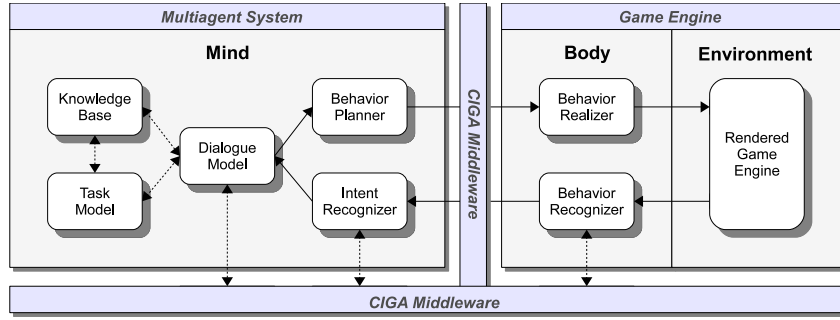 Multiagent System
Game Engine
Mind
Body
Environment
CIGA Middleware
Knowledge
Base
Behavior
Planner
Behavior
Realizer
Dialogue
Model
Rendered
Game
Engine
Task
Model
Intent
Recognizer
Behavior
Recognizer
CIGA Middleware